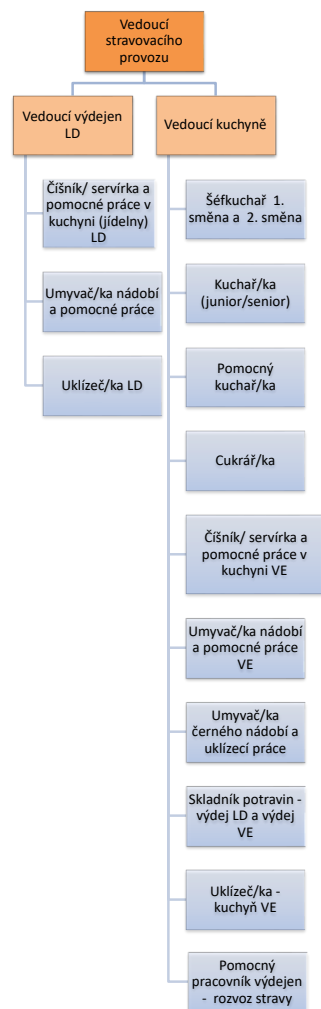 Vedoucí
stravovacího
provozu
Vedoucí výdejen
LD
Číšník/ servírka a
pomocné práce v
kuchyni (jídelny)
LD
Umyvač/ka nádobí
a pomocné práce
Uklízeč/ka LD
Vedoucí kuchyně
Šéfkuchař 1.
směna a 2. směna
Kuchař/ka
(junior/senior)
Pomocný
kuchař/ka
Cukrář/ka
Číšník/ servírka a
pomocné práce v
kuchyni VE
Umyvač/ka nádobí
a pomocné práce
VE
Umyvač/ka
černého nádobí a
uklízecí práce
Skladník potravin -
výdej LD a výdej
VE
Uklízeč/ka -
kuchyň VE
Pomocný
pracovník výdejen
- rozvoz stravy